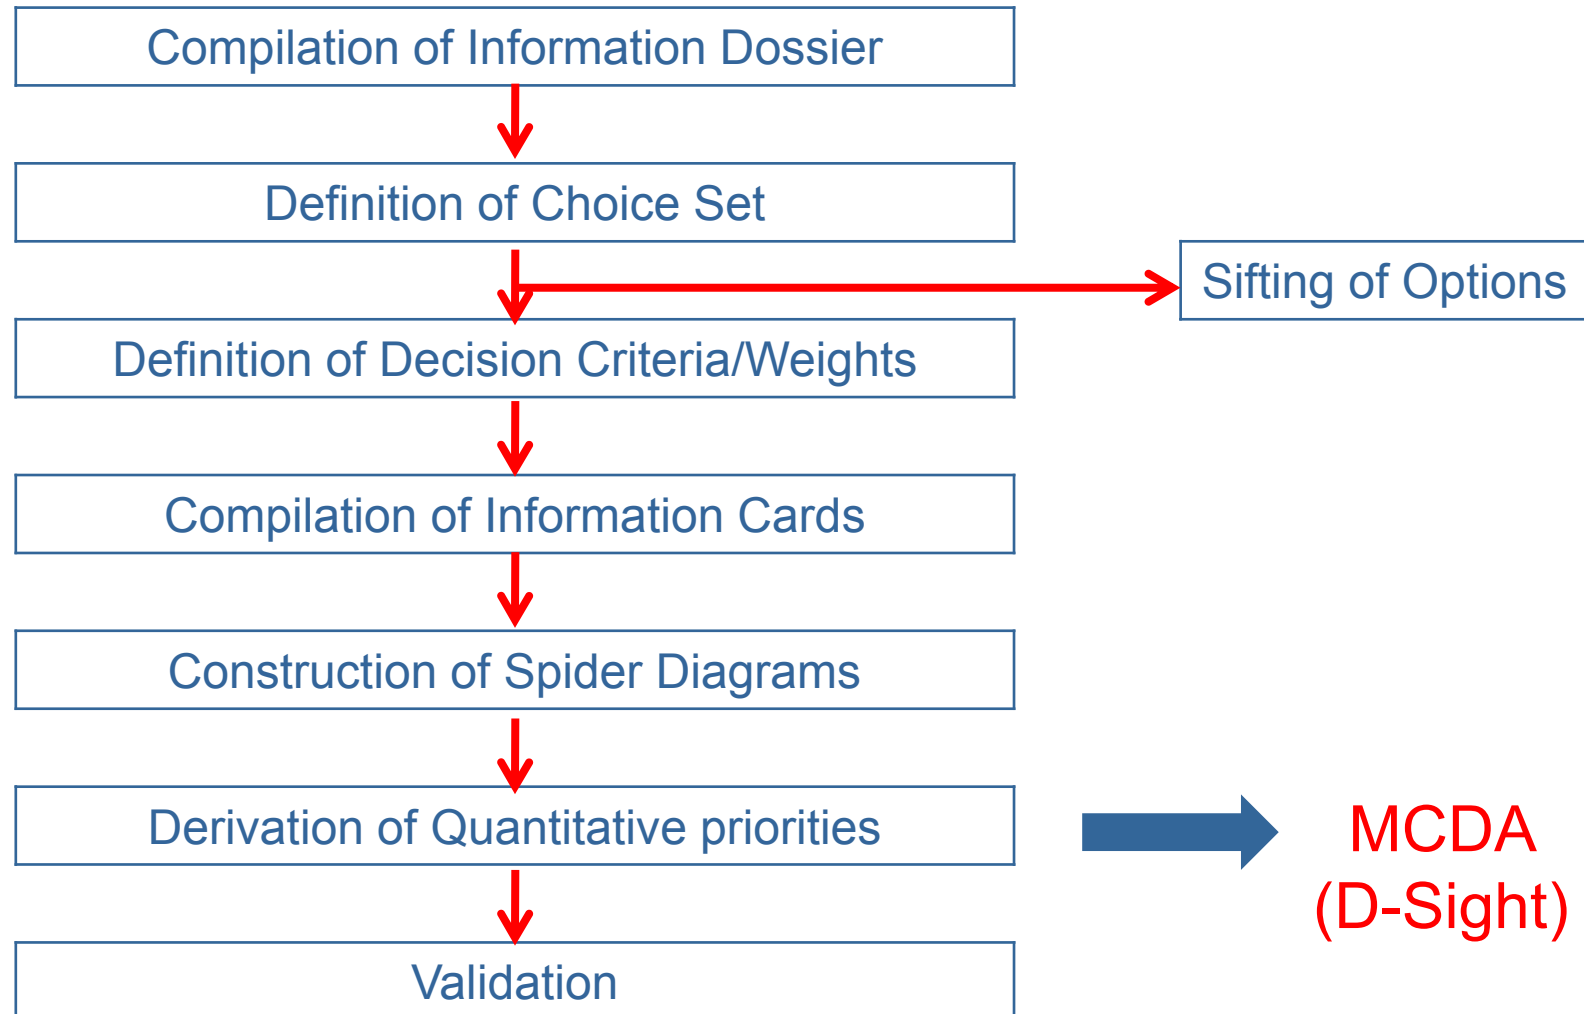 Compilation of Information Dossier
Definition of Choice Set
Sifting of Options
Definition of Decision Criteria/Weights
Compilation of Information Cards
Construction of Spider Diagrams
Derivation of Quantitative priorities
MCDA
(D-Sight)
Validation